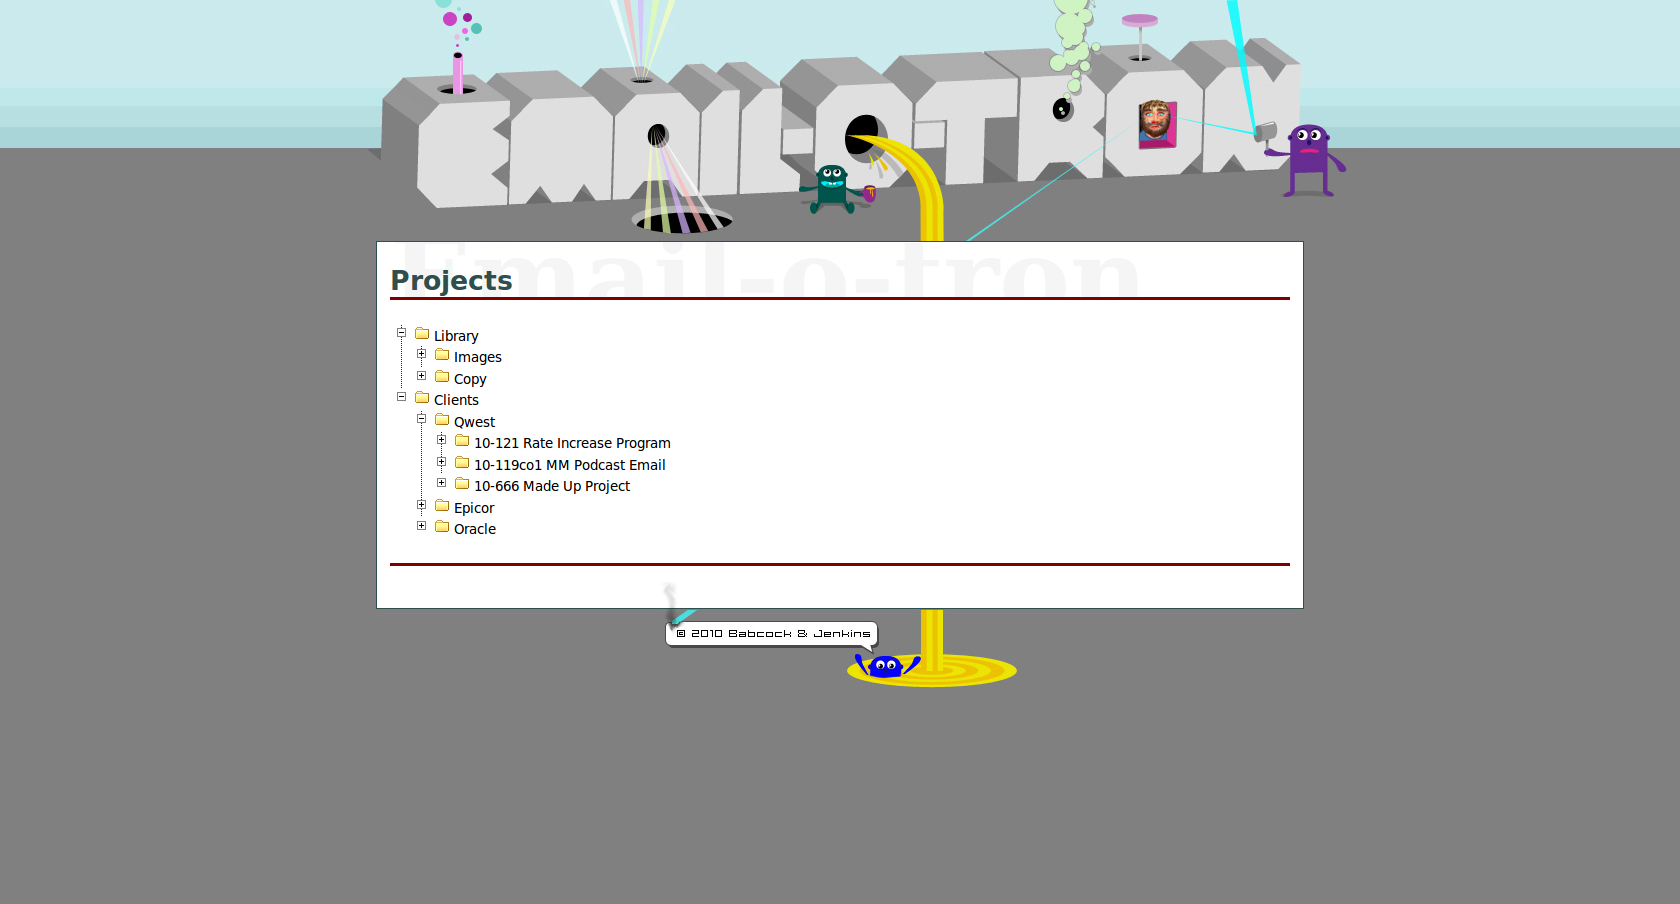 EMAIL-O-TRON
Email-o-tron
Projects
Library
Images
Copy
Clients
Qwest
10-121 Rate Increase Program
10-119co1 MM Podcast Email
10-666 Made Up Project
Epicor
Oracle
© 2010 Babcock & Jenkins